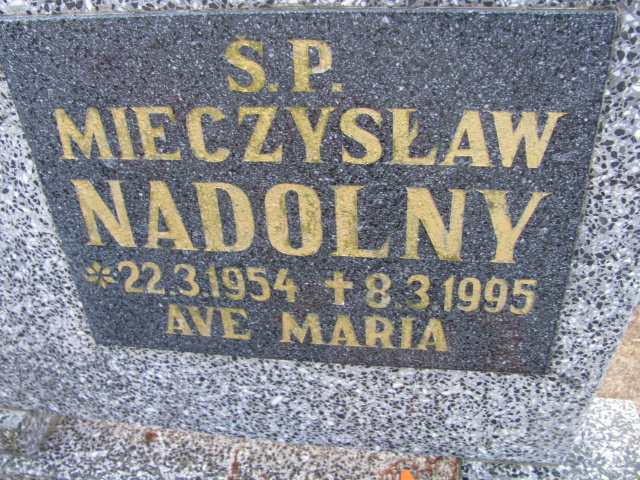 Ś.P.
MIECZYSŁAW
NADOLNY
*22.3.1954 ✝8.3.1995
AVE MARIA